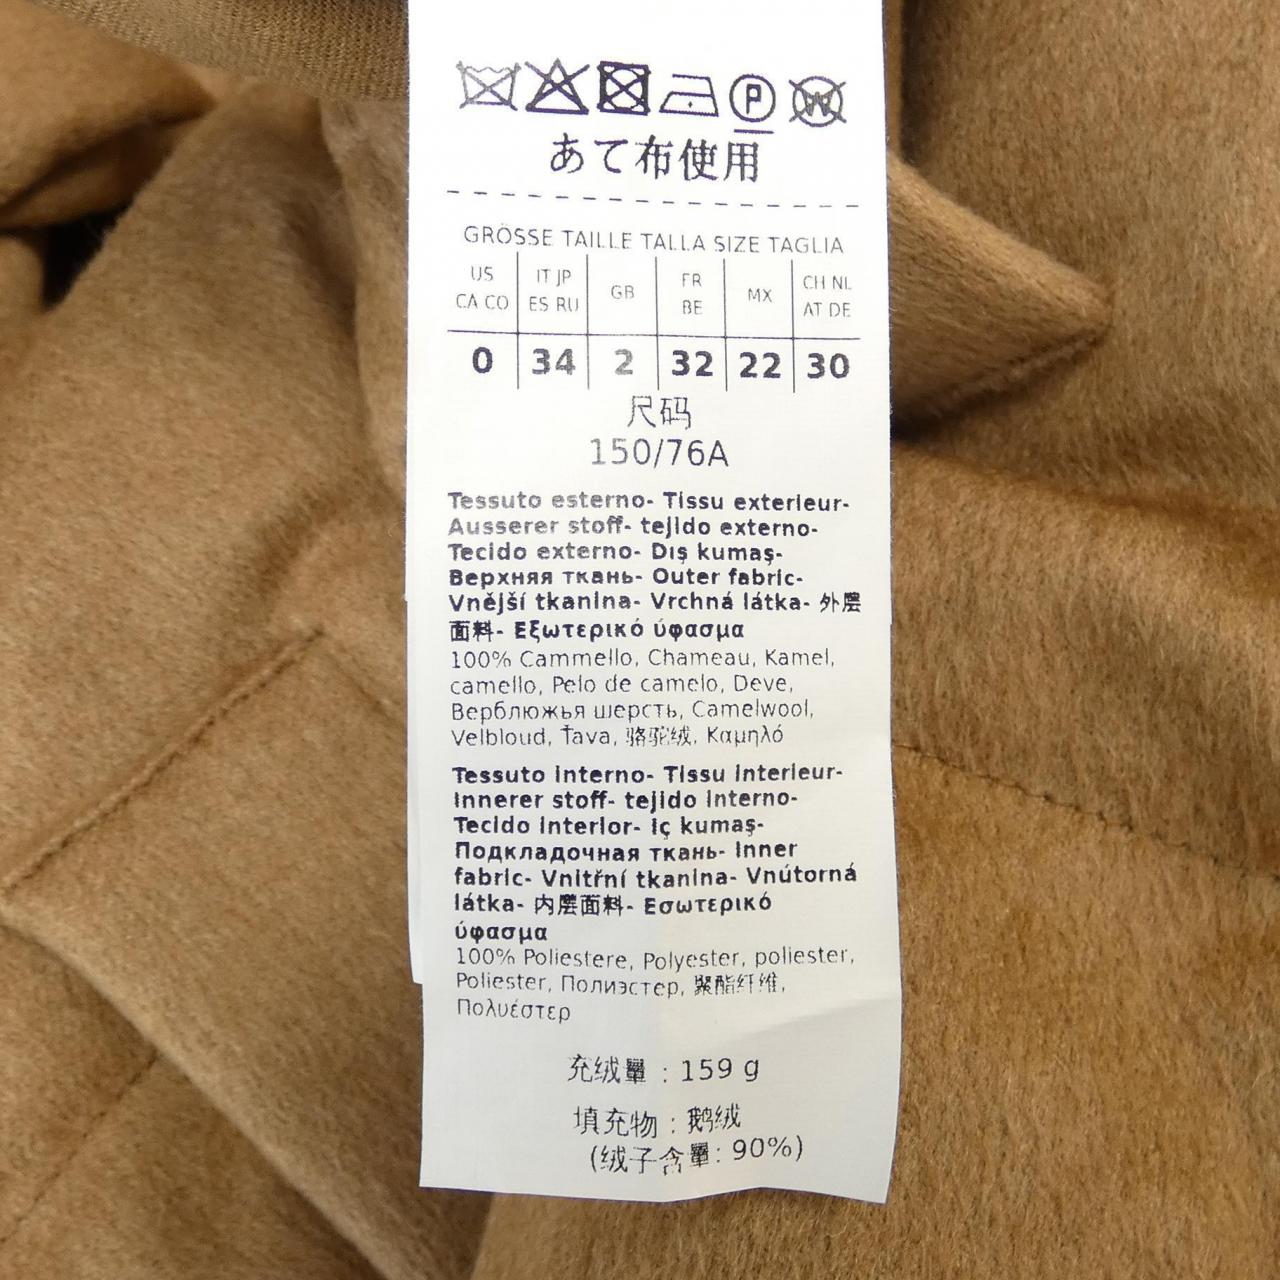 P W
あて布使用
GRÖSSE TAILLE TALLA SIZE TAGLIA
US CA CO | IT JP ES RU | GB | FR BE | MX | CH NL AT DE
0 | 34 | 2 | 32 | 22 | 30
尺码
150/76A
Tessuto esterno- Tissu exterieur-
Ausserer stoff- tejido externo-
Tecido externo- Dış kumaş-
Верхняя ткань- Outer fabric-
Vnější tkanina- Vrchná látka- 外层
面料- Εξωτερικό ύφασμα
100% Cammello, Chameau, Kamel,
camello, Pelo de camelo, Deve,
Верблюжья шерсть, Camelwool,
Velbloud, Ťava, 骆驼绒, Καμηλό
Tessuto interno- Tissu interieur-
Innerer stoff- tejido interno-
Tecido interior- Iç kumaş-
Подкладочная ткань- Inner
fabric- Vnitřní tkanina- Vnútorná
látka- 内层面料- Εσωτερικό
ύφασμα
100% Poliestere, Polyester, poliester,
Poliester, Полиэстер, 聚酯纤维,
Πολυέστερ
充绒量 : 159 g
填充物 : 鹅绒
(绒子含量: 90%)